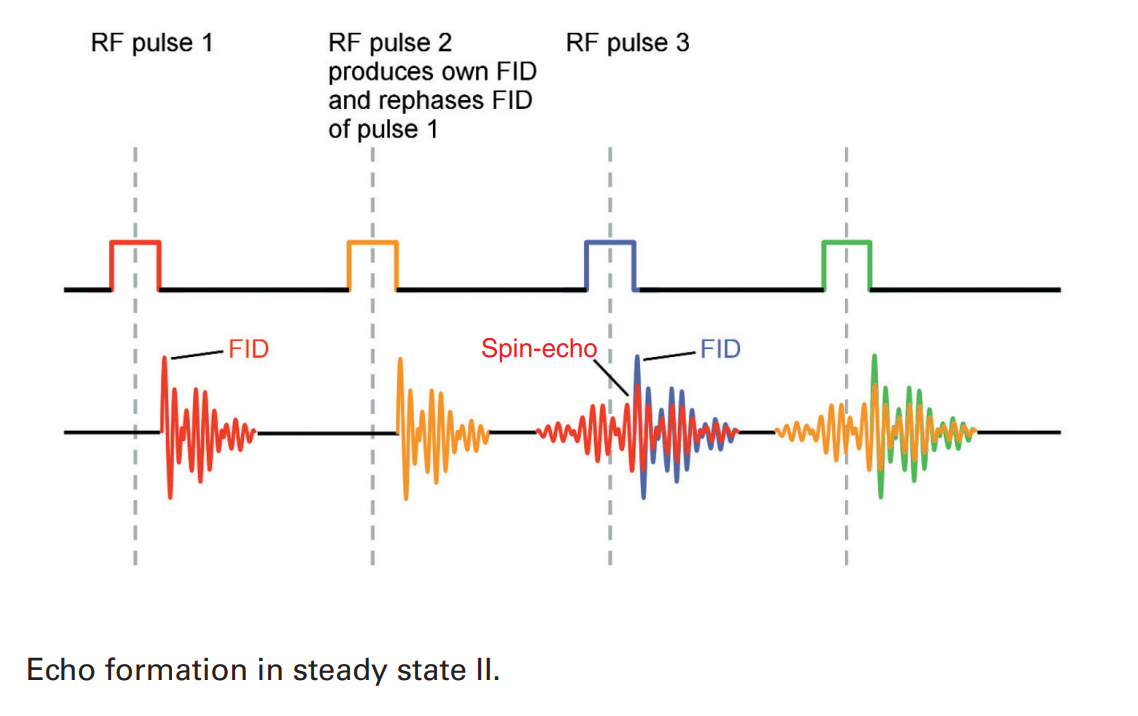 RF pulse 1
RF pulse 2
produces own FID
and rephases FID
of pulse 1
RF pulse 3
FID
Spin-echo
FID
Echo formation in steady state II.